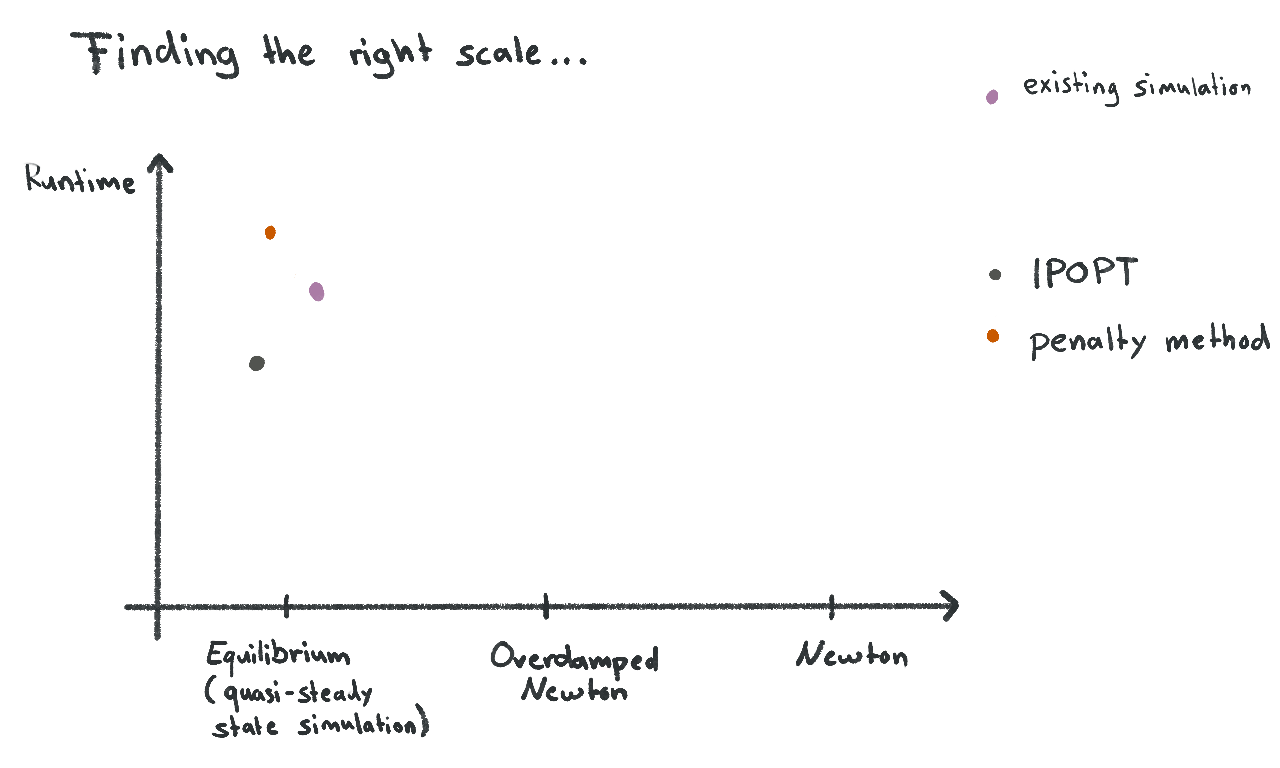 Finding the right scale...
existing simulation
Runtime
IPOPT
penalty method
Equilibrium
(quasi-steady
state simulation)
Overdamped
Newton
Newton